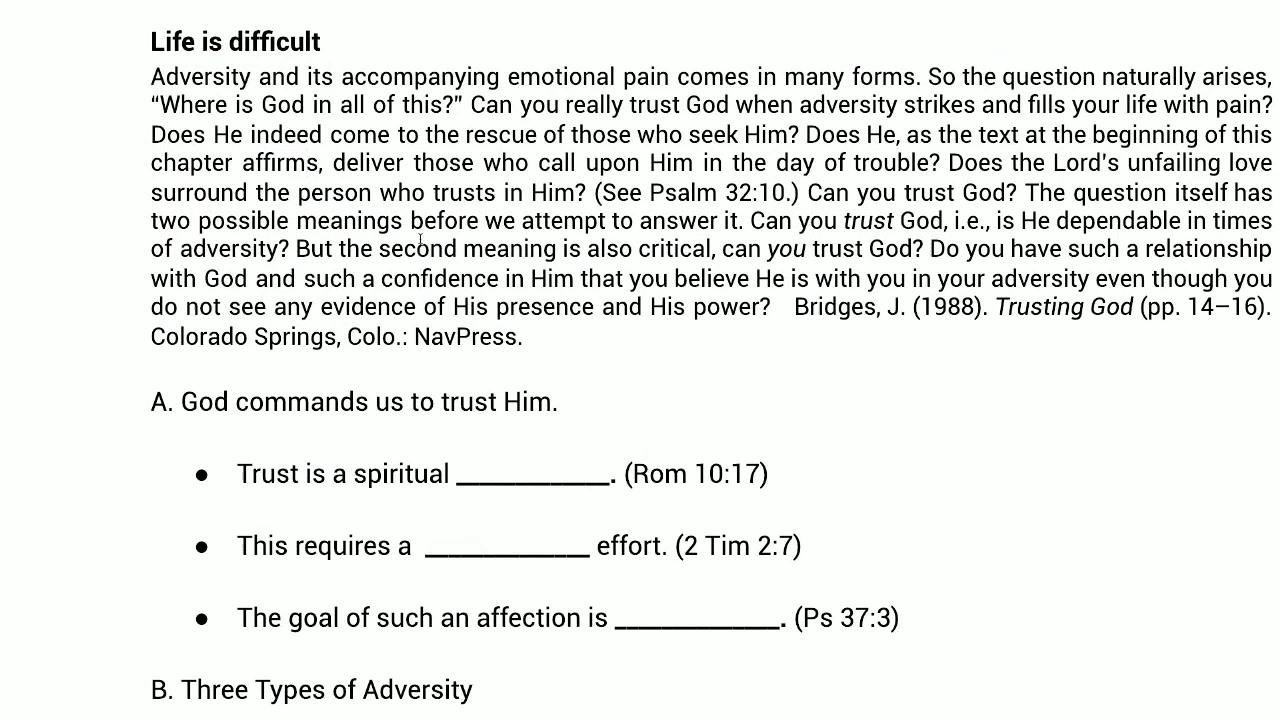 Life is difficult
Adversity and its accompanying emotional pain comes in many forms. So the question naturally arises,
“Where is God in all of this?” Can you really trust God when adversity strikes and fills your life with pain?
Does He indeed come to the rescue of those who seek Him? Does He, as the text at the beginning of this
chapter affirms, deliver those who call upon Him in the day of trouble? Does the Lord’s unfailing love
surround the person who trusts in Him? (See Psalm 32:10.) Can you trust God? The question itself has
two possible meanings before we attempt to answer it. Can you trust God, i.e., is He dependable in times
of adversity? But the second meaning is also critical, can you trust God? Do you have such a relationship
with God and such a confidence in Him that you believe He is with you in your adversity even though you
do not see any evidence of His presence and His power? Bridges, J. (1988). Trusting God (pp. 14–16).
Colorado Springs, Colo.: NavPress.
A. God commands us to trust Him.
● Trust is a spiritual ____________. (Rom 10:17)
● This requires a ____________ effort. (2 Tim 2:7)
● The goal of such an affection is ____________. (Ps 37:3)
B. Three Types of Adversity